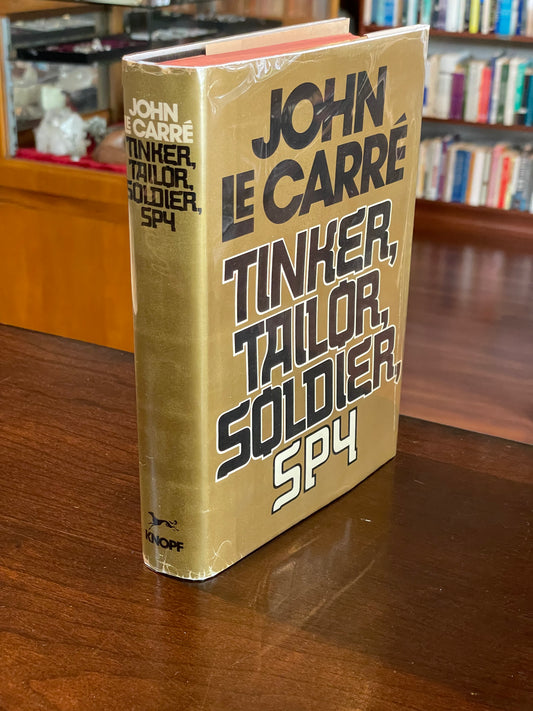 JOHN
LE CARRÉ
TINKER,
TAILOR,
SOLDIER,
SPY
KNOPF
JOHN
LE CARRÉ
TINKER,
TAILOR,
SOLDIER,
SPY